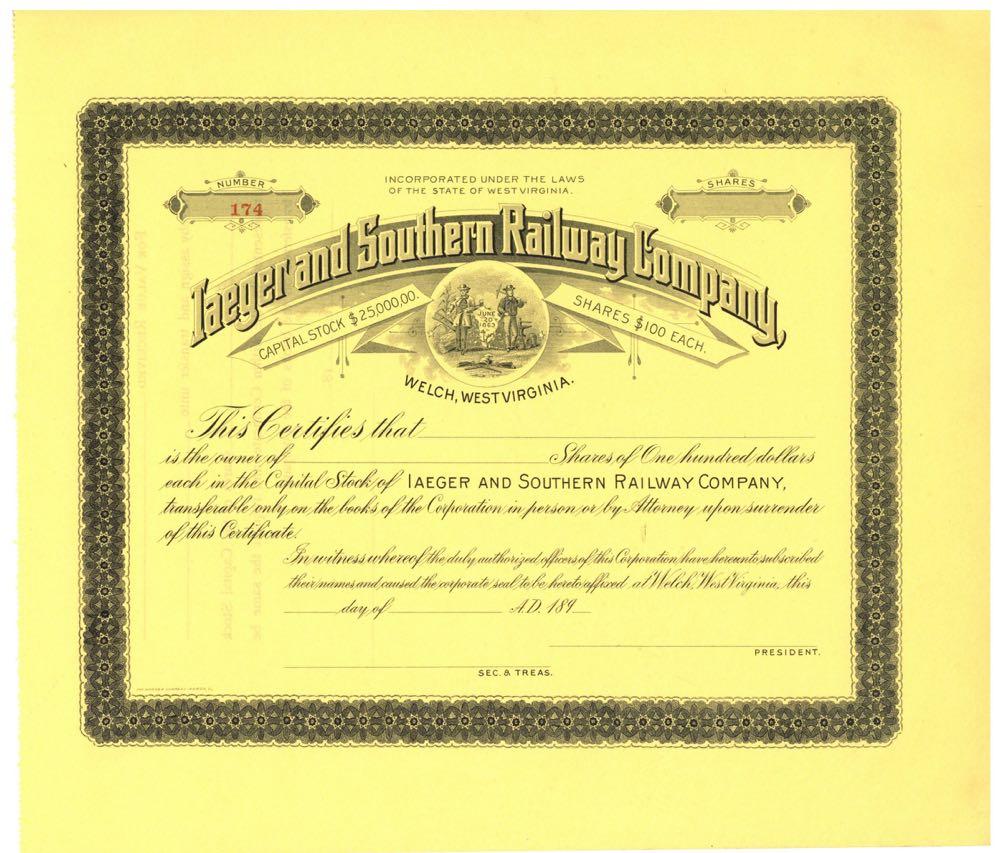 NUMBER
174
INCORPORATED UNDER THE LAWS
OF THE STATE OF WEST VIRGINIA.
SHARES
Iaeger and Southern Railway Company,
CAPITAL STOCK $25,000,00.
JUNE
20
1863
SHARES $100 EACH.
WELCH, WEST VIRGINIA.
This Certifies that
is the owner of Shares of One hundred dollars
each in the Capital Stock of IAEGER AND SOUTHERN RAILWAY COMPANY,
transferable only on the books of the Corporation in person or by Attorney upon surrender
of this Certificate.
In witness whereof the duly authorized officers of this Corporation have hereunto subscribed
their names and caused the corporate seal to be hereto affixed at Welch, West Virginia, this
day of A.D. 189
PRESIDENT.
SEC. & TREAS.